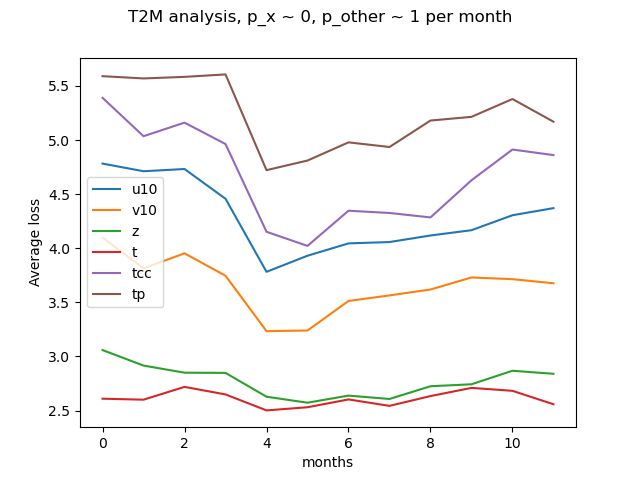 T2M analysis, p_x ~ 0, p_other ~ 1 per month
5.5
5.0
4.5
4.0
3.5
3.0
2.5
Average loss
u10
v10
z
t
tcc
tp
0 2 4 6 8 10
months